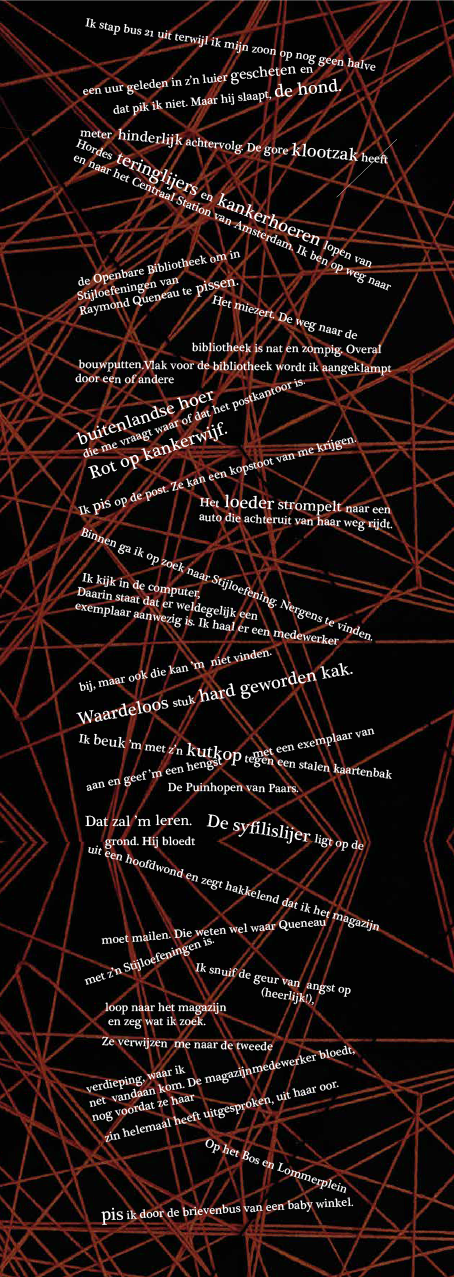 Ik stap bus 21 uit terwijl ik mijn zoon op nog geen halve
een uur geleden in z'n luier gescheten en
dat pik ik niet. Maar hij slaapt, de hond.
meter hinderlijk achtervolg. De gore klootzak heeft
Hordes teringlijers en kankerhoeren lopen van
en naar het Centraal Station van Amsterdam. Ik ben op weg naar
de Openbare Bibliotheek om in
Stijloefeningen van
Raymond Queneau te pissen.
Het miezert. De weg naar de
bibliotheek is nat en zompig. Overal
bouwputten.Vlak voor de bibliotheek wordt ik aangeklampt
door een of andere
buitenlandse hoer
die me vraagt waar of dat het postkantoor is.
Rot op kankerwijf.
Ik pis op de post. Ze kan een kopstoot van me krijgen.
Het loeder strompelt naar een
auto die achteruit van haar weg rijdt.
Binnen ga ik op zoek naar Stijloefening. Nergens te vinden.
Ik kijk in de computer,
Daarin staat dat er weldegelijk een
exemplaar aanwezig is. Ik haal er een medewerker
bij, maar ook die kan 'm niet vinden.
Waardeloos stuk hard geworden kak.
Ik beuk 'm met z'n kutkop tegen een stalen kaartenbak
aan en geef 'm een hengst met een exemplaar van
De Puinhopen van Paars.
Dat zal 'm leren. De syfilislijer ligt op de
grond. Hij bloedt
uit een hoofdwond en zegt hakkelend dat ik het magazijn
moet mailen. Die weten wel waar Queneau
met z'n Stijloefeningen is.
Ik snuif de geur van angst op
(heerlijk!),
loop naar het magazijn
en zeg wat ik zoek.
Ze verwijzen me naar de tweede
verdieping, waar ik
net vandaan kom. De magazijnmedewerker bloedt,
nog voordat ze haar
zin helemaal heeft uitgesproken, uit haar oor.
Op het Bos en Lommerplein
pis ik door de brievenbus van een baby winkel.